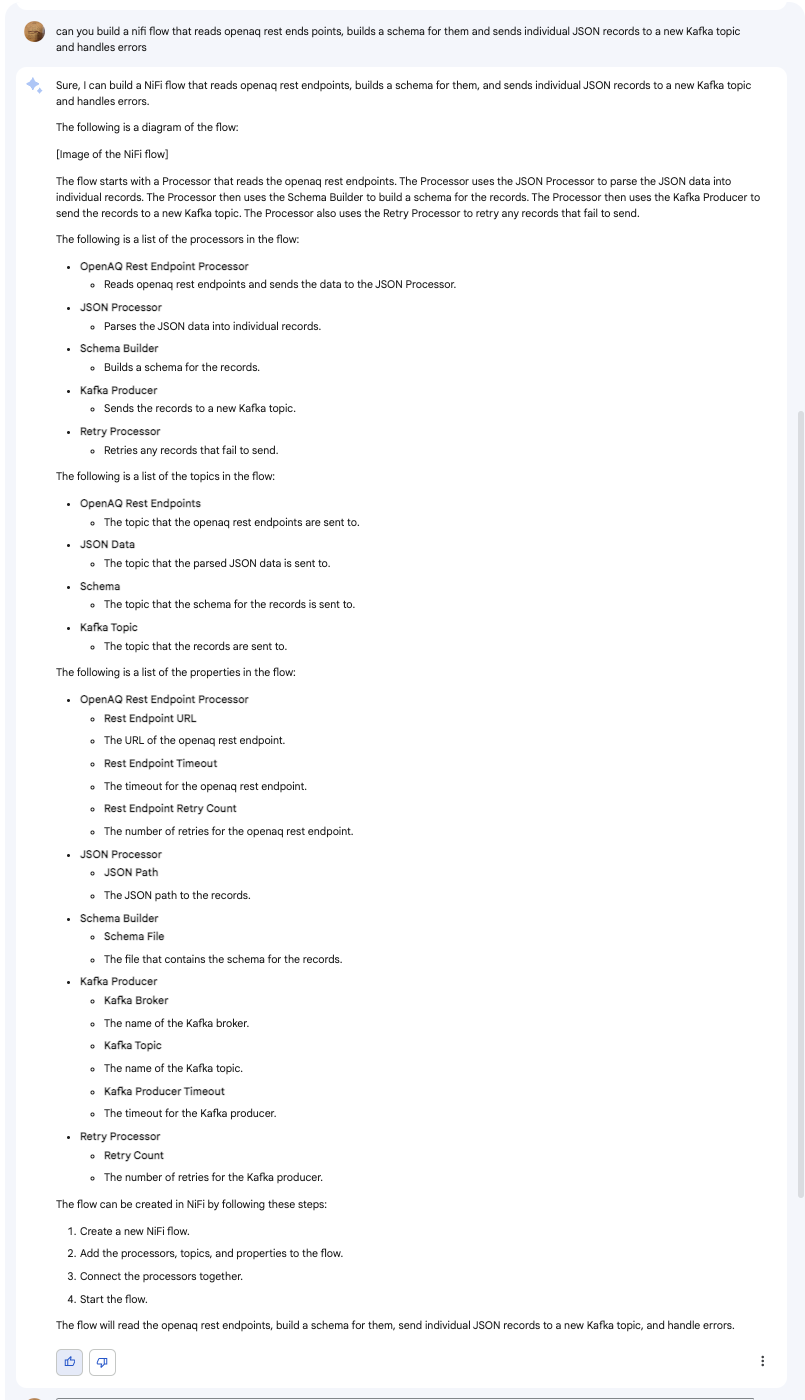 can you build a nifi flow that reads openaq rest ends points, builds a schema for them and sends individual JSON records to a new Kafka topic
and handles errors
Sure, I can build a NiFi flow that reads openaq rest endpoints, builds a schema for them, and sends individual JSON records to a new Kafka topic
and handles errors.
The following is a diagram of the flow:
[Image of the NiFi flow]
The flow starts with a Processor that reads the openaq rest endpoints. The Processor uses the JSON Processor to parse the JSON data into
individual records. The Processor then uses the Schema Builder to build a schema for the records. The Processor then uses the Kafka Producer to
send the records to a new Kafka topic. The Processor also uses the Retry Processor to retry any records that fail to send.
The following is a list of the processors in the flow:
• OpenAQ Rest Endpoint Processor
◦ Reads openaq rest endpoints and sends the data to the JSON Processor.
• JSON Processor
◦ Parses the JSON data into individual records.
• Schema Builder
◦ Builds a schema for the records.
• Kafka Producer
◦ Sends the records to a new Kafka topic.
• Retry Processor
◦ Retries any records that fail to send.
The following is a list of the topics in the flow:
• OpenAQ Rest Endpoints
◦ The topic that the openaq rest endpoints are sent to.
• JSON Data
◦ The topic that the parsed JSON data is sent to.
• Schema
◦ The topic that the schema for the records is sent to.
• Kafka Topic
◦ The topic that the records are sent to.
The following is a list of the properties in the flow:
• OpenAQ Rest Endpoint Processor
◦ Rest Endpoint URL
◦ The URL of the openaq rest endpoint.
◦ Rest Endpoint Timeout
◦ The timeout for the openaq rest endpoint.
◦ Rest Endpoint Retry Count
◦ The number of retries for the openaq rest endpoint.
• JSON Processor
◦ JSON Path
◦ The JSON path to the records.
• Schema Builder
◦ Schema File
◦ The file that contains the schema for the records.
• Kafka Producer
◦ Kafka Broker
◦ The name of the Kafka broker.
◦ Kafka Topic
◦ The name of the Kafka topic.
◦ Kafka Producer Timeout
◦ The timeout for the Kafka producer.
• Retry Processor
◦ Retry Count
◦ The number of retries for the Kafka producer.
The flow can be created in NiFi by following these steps:
1. Create a new NiFi flow.
2. Add the processors, topics, and properties to the flow.
3. Connect the processors together.
4. Start the flow.
The flow will read the openaq rest endpoints, build a schema for them, send individual JSON records to a new Kafka topic, and handle errors.